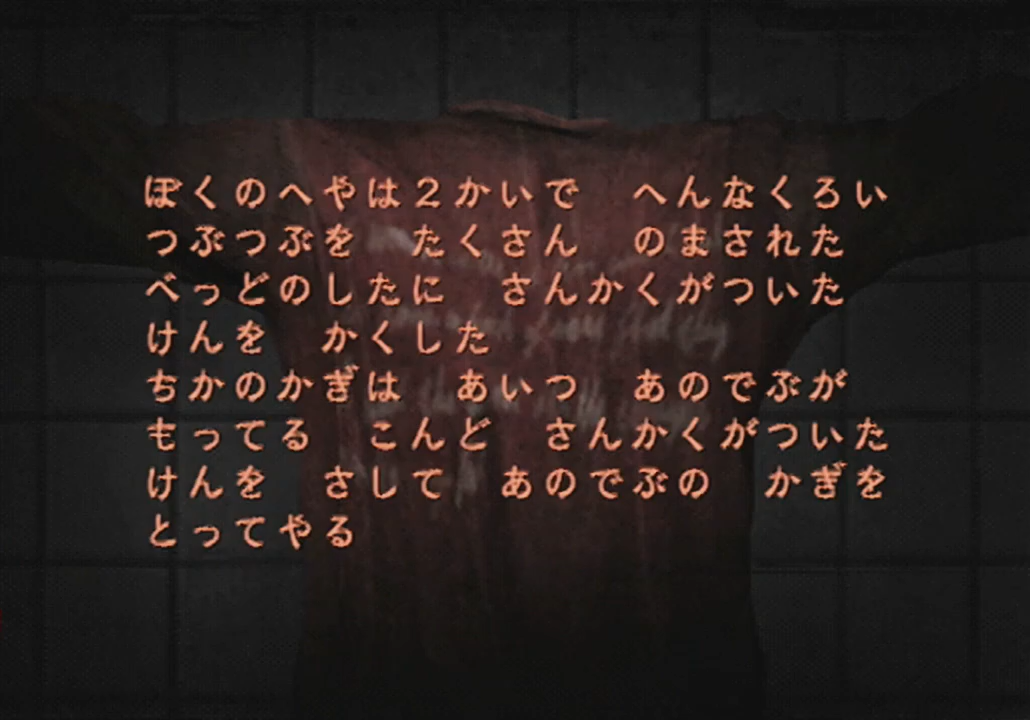 ぼくのへやは２かいで　へんなくろい
つぶつぶを　たくさん　のまされた
べっどのしたに　さんかくがついた
けんを　かくした
ちかのかぎは　あいつ　あのでぶが
もってる　こんど　さんかくがついた
けんを　さして　あのでぶの　かぎを
とってやる